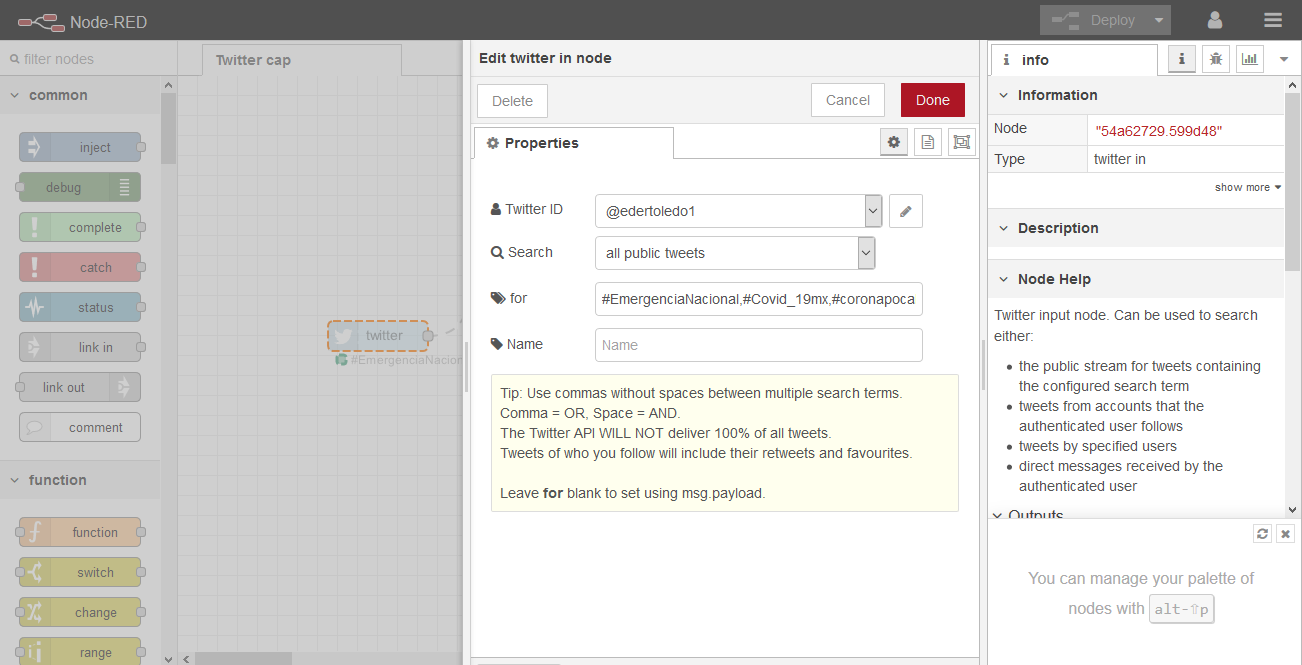 Node-RED
Deploy
filter nodes
common
inject
debug
complete
catch
status
link in
link out
comment
function
function
switch
change
range
Twitter cap
twitter
#EmergenciaNacion
Edit twitter in node
Delete
Cancel
Done
Properties
Twitter ID
@edertoledo1
Search
all public tweets
for
#EmergenciaNacional,#Covid_19mx,#coronapoca
Name
Name
Tip: Use commas without spaces between multiple search terms.
Comma = OR, Space = AND.
The Twitter API WILL NOT deliver 100% of all tweets.
Tweets of who you follow will include their retweets and favourites.
Leave for blank to set using msg.payload.
info
Information
Node "54a62729.599d48"
Type twitter in
show more
Description
Node Help
Twitter input node. Can be used to search
either:
the public stream for tweets containing
the configured search term
tweets from accounts that the
authenticated user follows
tweets by specified users
direct messages received by the
authenticated user
Outputs
You can manage your palette of
nodes with alt-⇧p